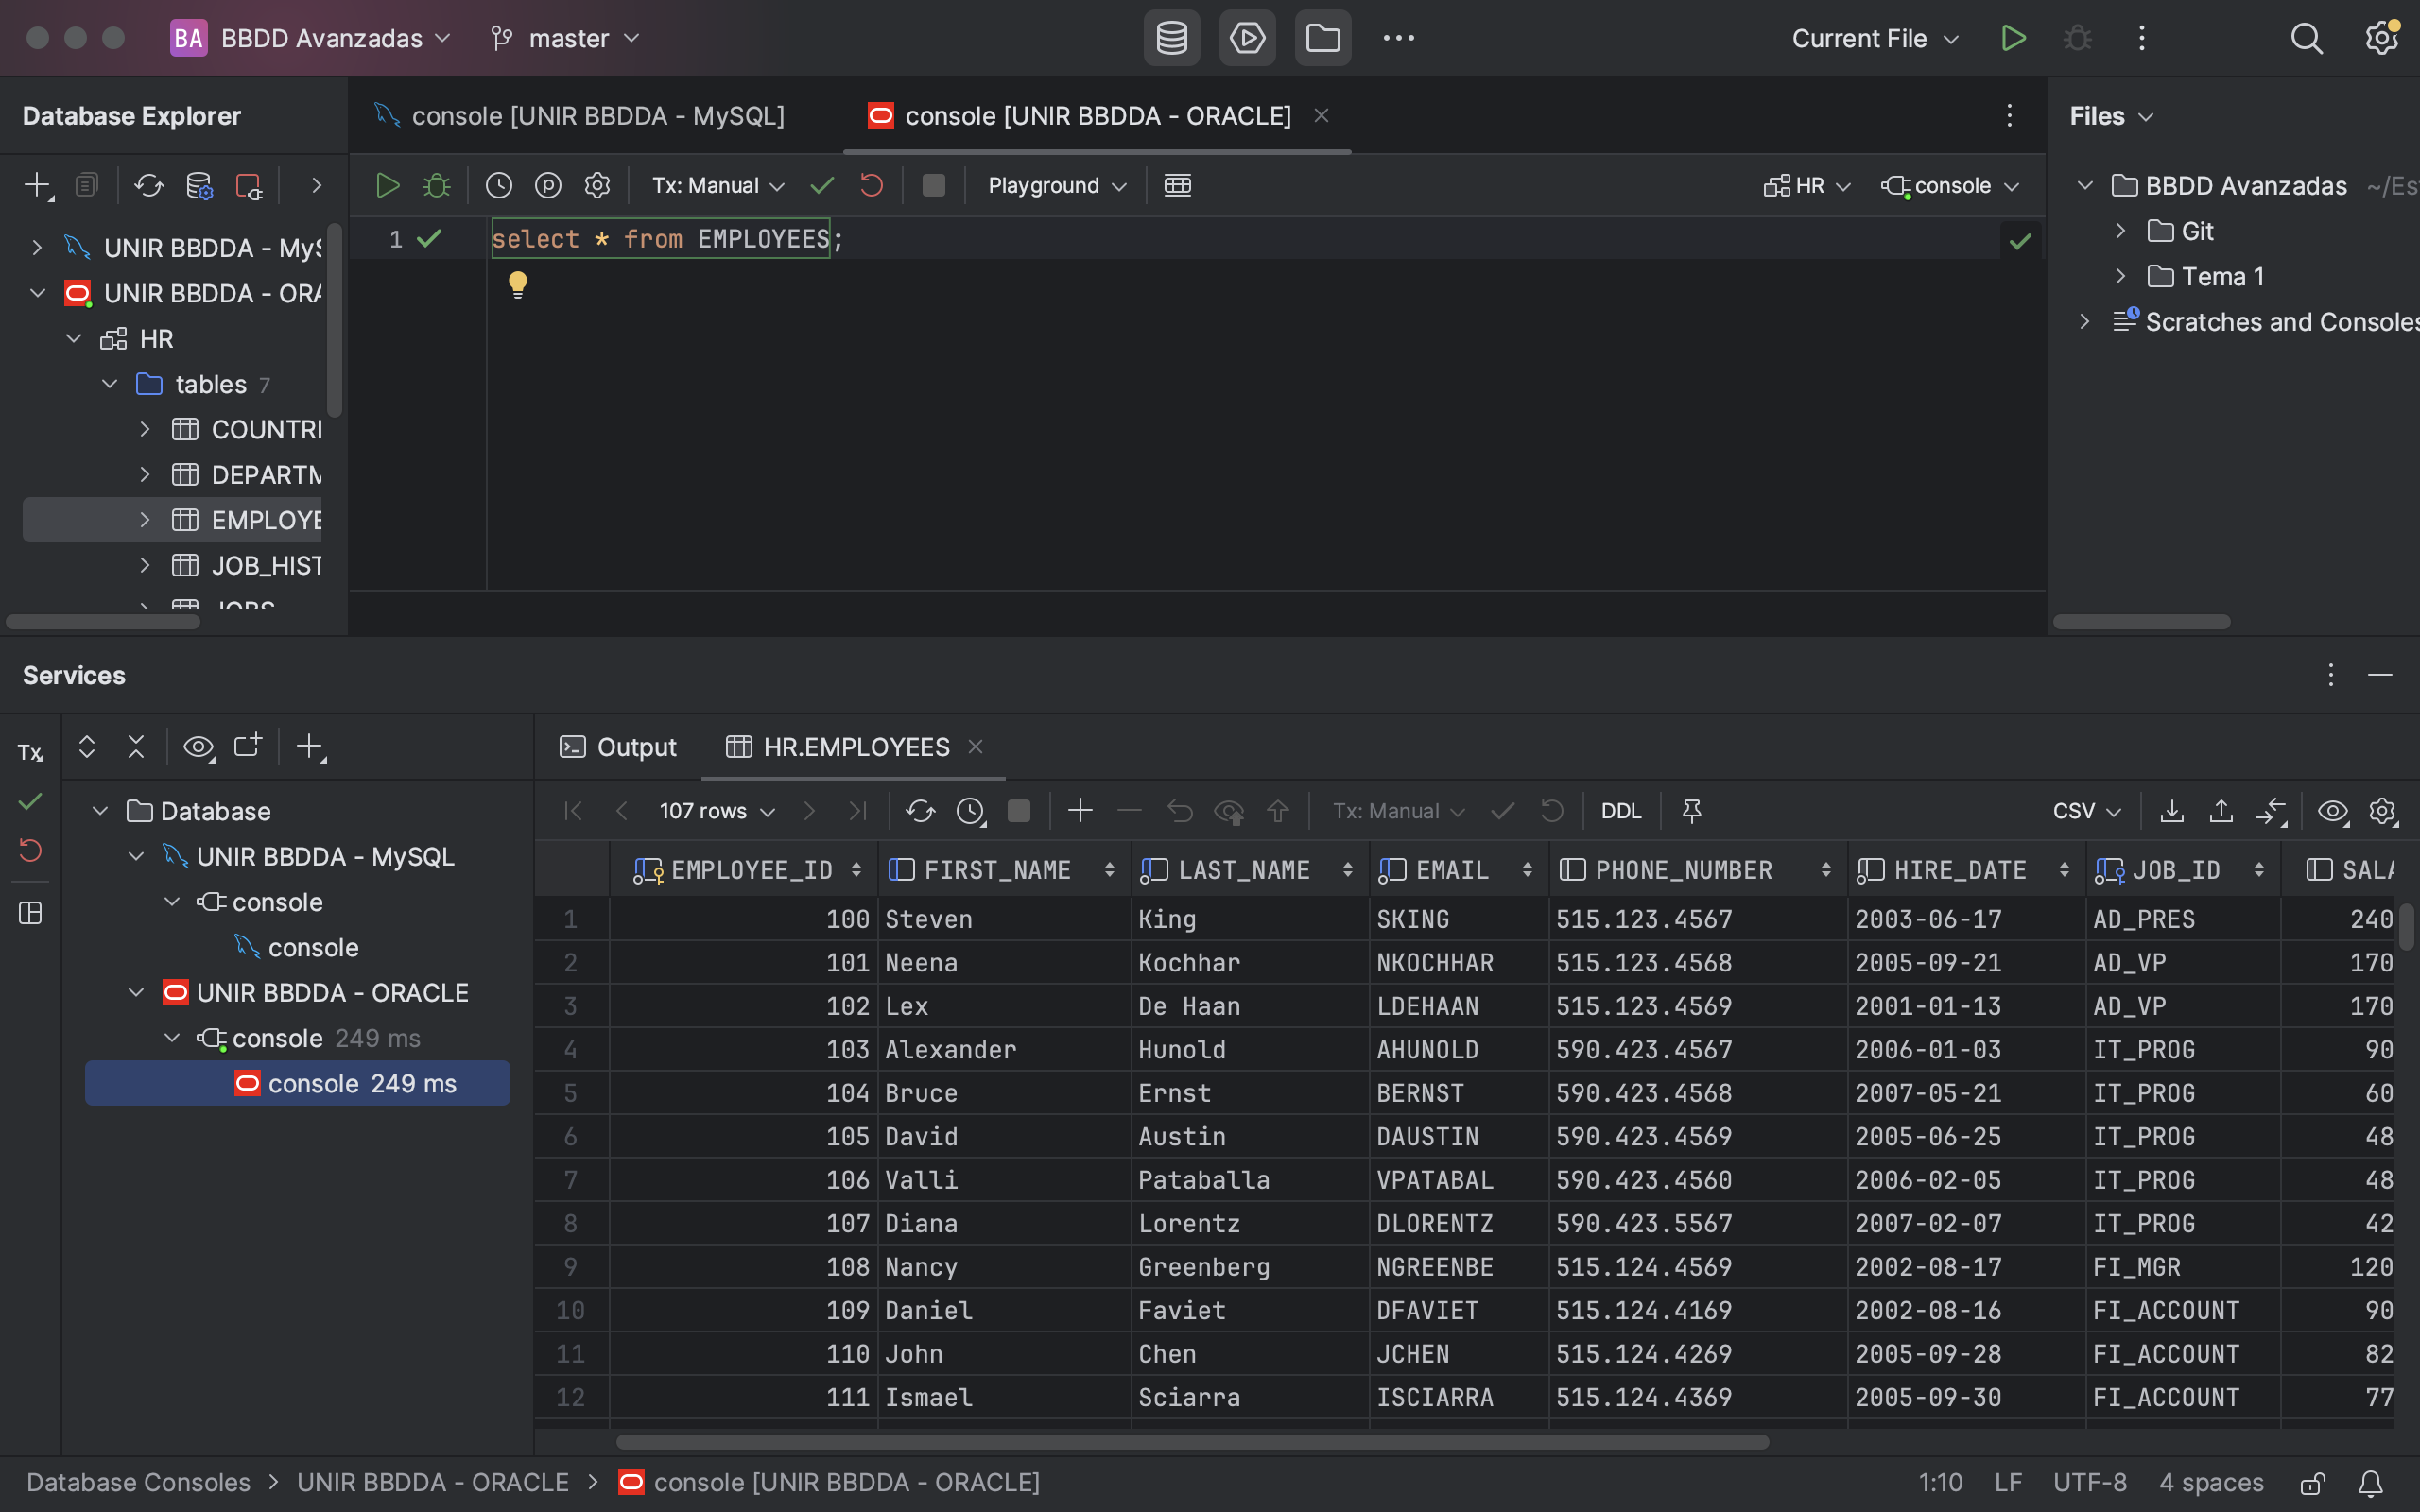 BA BBDD Avanzadas master Current File
Database Explorer
console [UNIR BBDDA - MySQL] console [UNIR BBDDA - ORACLE]
Files
Tx: Manual Playground HR console
UNIR BBDDA - MyS
UNIR BBDDA - ORA
HR
tables 7
COUNTRI
DEPARTM
EMPLOYE
JOB_HIST
JOBS
1 select * from EMPLOYEES;
BBDD Avanzadas ~/Es
Git
Tema 1
Scratches and Consoles
Services
Tx
Database
UNIR BBDDA - MySQL
console
console
UNIR BBDDA - ORACLE
console 249 ms
console 249 ms
Output HR.EMPLOYEES
107 rows Tx: Manual DDL CSV
EMPLOYEE_ID FIRST_NAME LAST_NAME EMAIL PHONE_NUMBER HIRE_DATE JOB_ID SALA
1 100 Steven King SKING 515.123.4567 2003-06-17 AD_PRES 240
2 101 Neena Kochhar NKOCHHAR 515.123.4568 2005-09-21 AD_VP 170
3 102 Lex De Haan LDEHAAN 515.123.4569 2001-01-13 AD_VP 170
4 103 Alexander Hunold AHUNOLD 590.423.4567 2006-01-03 IT_PROG 90
5 104 Bruce Ernst BERNST 590.423.4568 2007-05-21 IT_PROG 60
6 105 David Austin DAUSTIN 590.423.4569 2005-06-25 IT_PROG 48
7 106 Valli Pataballa VPATABAL 590.423.4560 2006-02-05 IT_PROG 48
8 107 Diana Lorentz DLORENTZ 590.423.5567 2007-02-07 IT_PROG 42
9 108 Nancy Greenberg NGREENBE 515.124.4569 2002-08-17 FI_MGR 120
10 109 Daniel Faviet DFAVIET 515.124.4169 2002-08-16 FI_ACCOUNT 90
11 110 John Chen JCHEN 515.124.4269 2005-09-28 FI_ACCOUNT 82
12 111 Ismael Sciarra ISCIARRA 515.124.4369 2005-09-30 FI_ACCOUNT 77
Database Consoles UNIR BBDDA - ORACLE console [UNIR BBDDA - ORACLE] 1:10 LF UTF-8 4 spaces